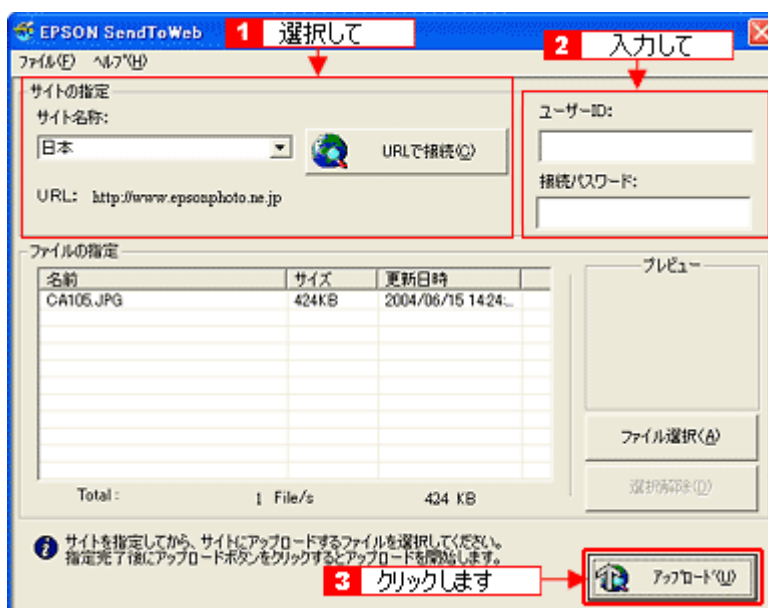 EPSON SendToWeb
1 選択して
2 入力して
ファイル(F) ヘルプ(H)
サイトの指定
サイト名称:
日本
URLで接続(C)
URL: http://www.epsonphoto.ne.jp
ユーザーID:
接続パスワード:
ファイルの指定
名前 サイズ 更新日時
CA105.JPG 424KB 2004/06/15 14:24:...
Total : 1 File/s 424 KB
プレビュー
ファイル選択(A)
選択解除(D)
サイトを指定してから、サイトにアップロードするファイルを選択してください。
指定完了後にアップロードボタンをクリックするとアップロードを開始します。
3 クリックします
アップロード(U)